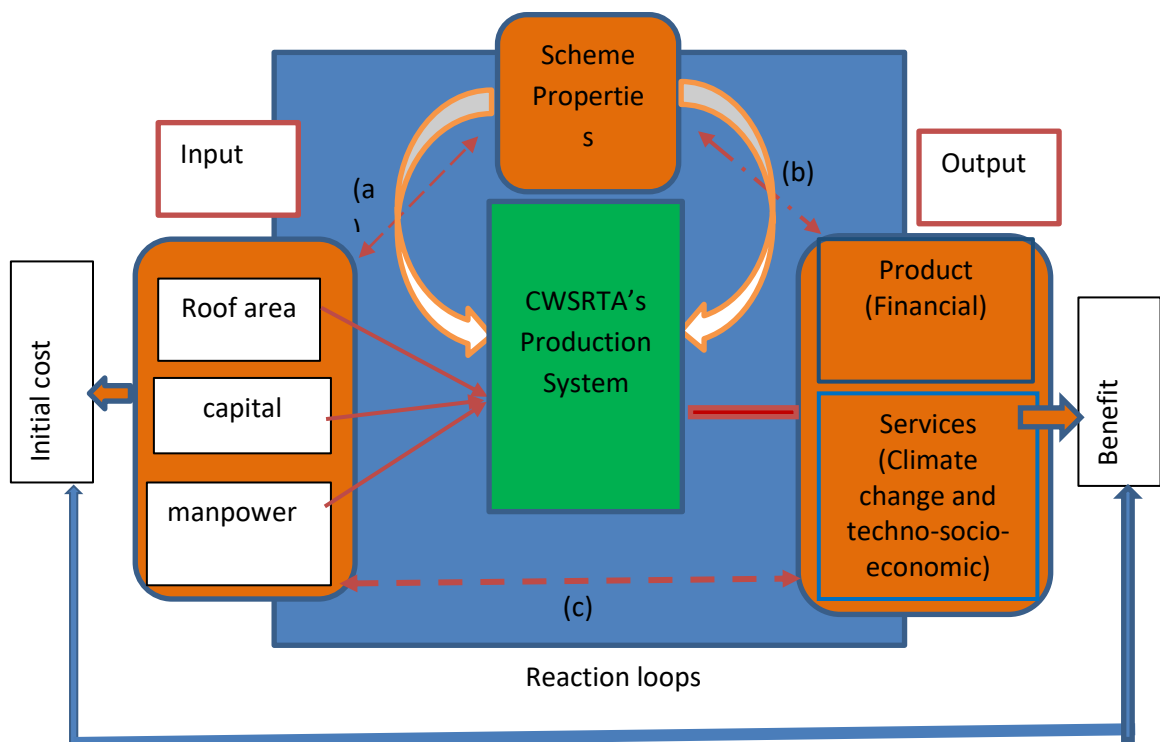 Scheme
Propertie
s
Input
Output
(a
)
(b)
Roof area
capital
manpower
Initial cost
CWSRTA’s
Production
System
Product
(Financial)
Services
(Climate
change and
techno-socio-
economic)
Benefit
(c)
Reaction loops